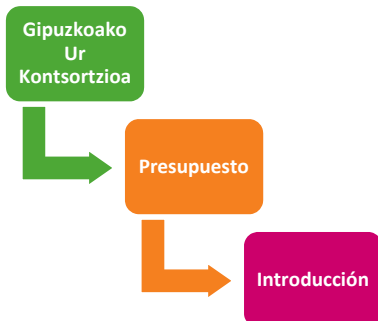 Gipuzkoako
Ur
Kontsortzioa
Presupuesto
Introducción